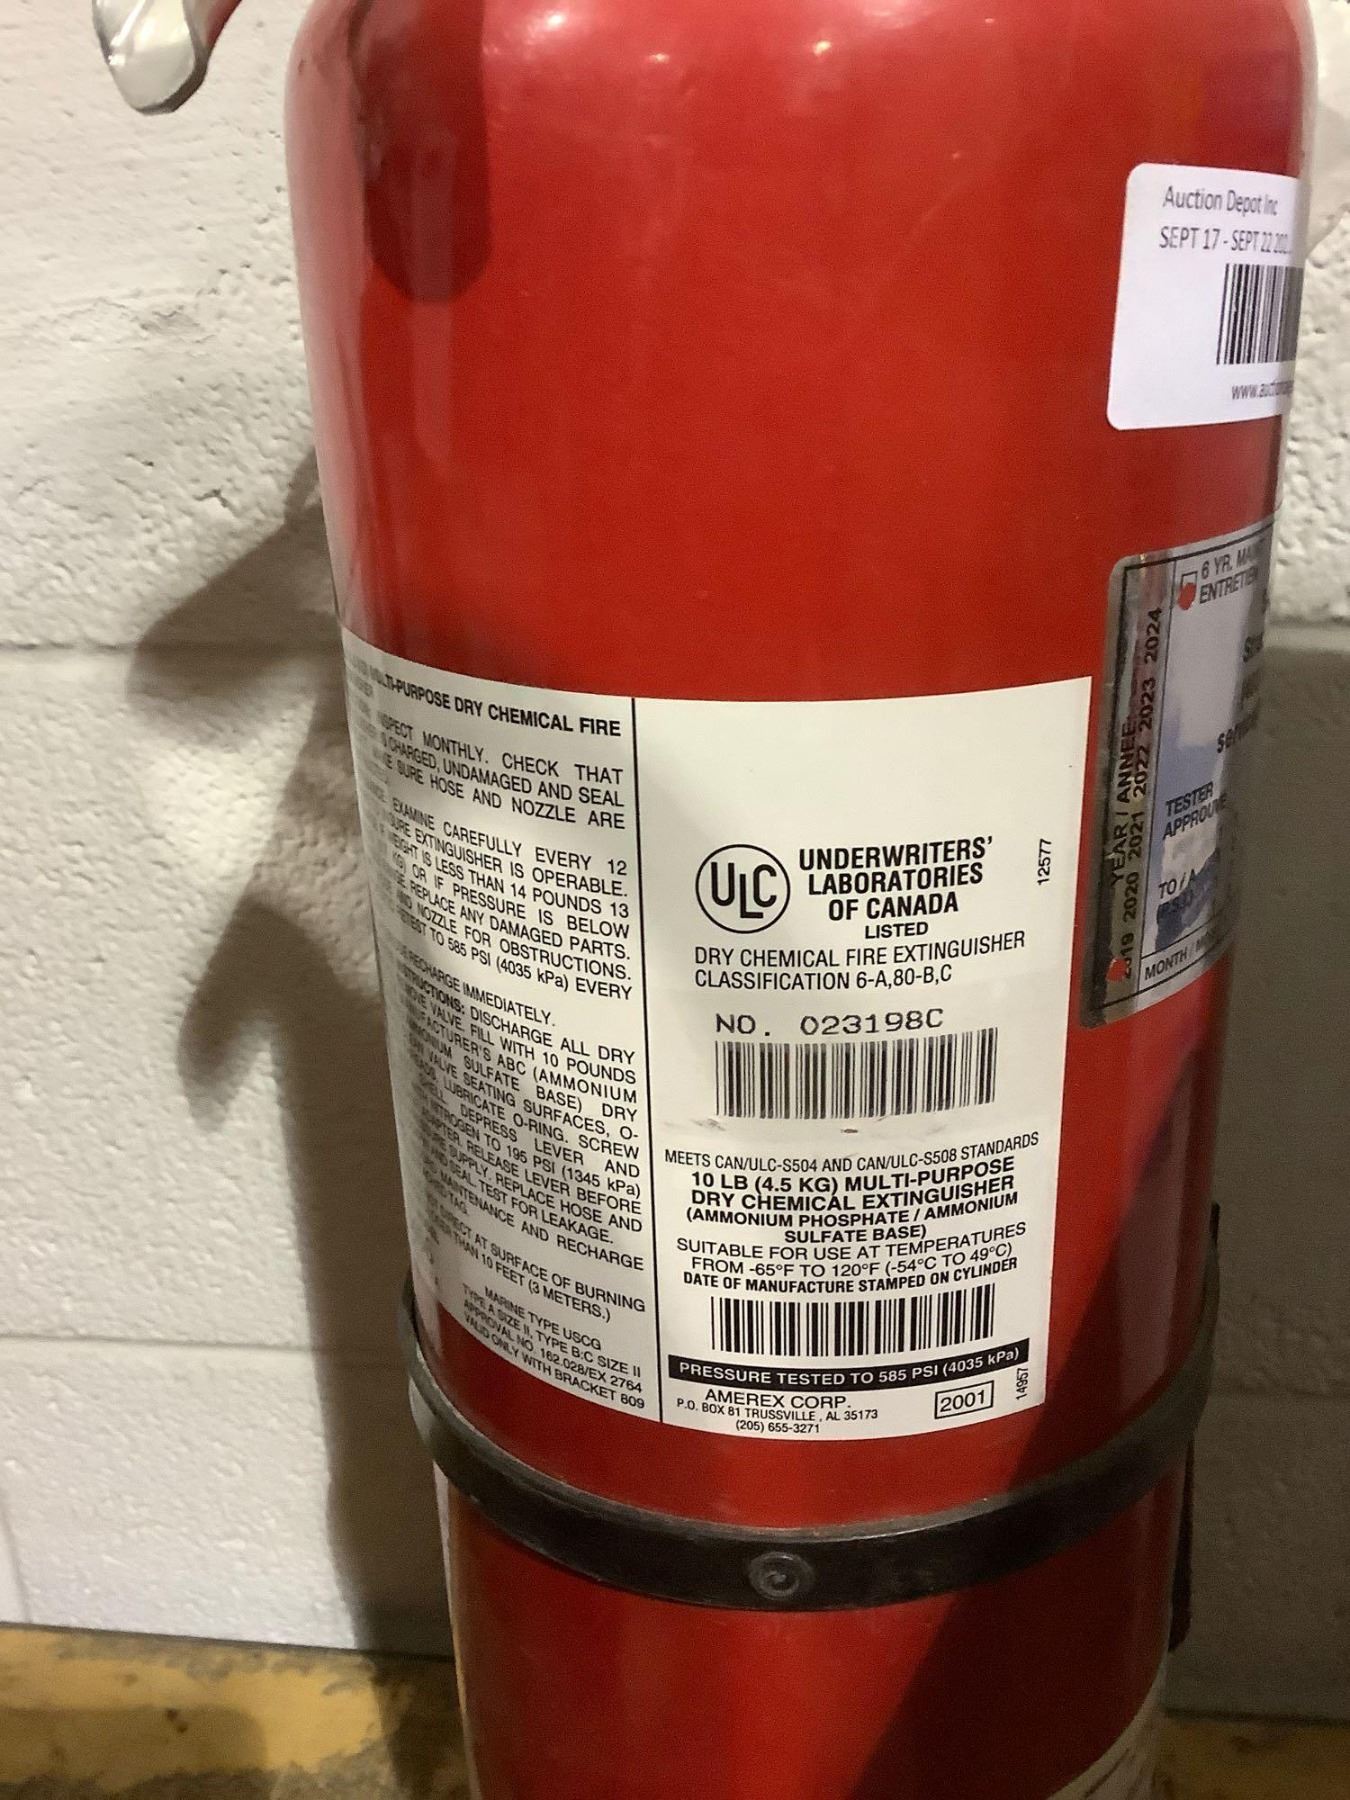 Auction Depot Inc
SEPT 17 - SEPT 22 202
www.auction
6 YR.
YEAR / ANNEE
2019 2020 2021 2022 2023 2024
TESTER
TO / A
MONTH /
MULTI-PURPOSE DRY CHEMICAL FIRE
INSPECT MONTHLY. CHECK THAT
CHARGED, UNDAMAGED AND SEAL
SURE HOSE AND NOZZLE ARE
EXAMINE CAREFULLY EVERY 12
EXTINGUISHER IS OPERABLE.
IS LESS THAN 14 POUNDS 13
OR IF PRESSURE IS BELOW
REPLACE ANY DAMAGED PARTS.
NOZZLE FOR OBSTRUCTIONS.
TO 585 PSI (4035 kPa) EVERY
RECHARGE IMMEDIATELY.
DISCHARGE ALL DRY
VALVE. FILL WITH 10 POUNDS
ABC (AMMONIUM
SULFATE BASE) DRY
VALVE SEATING SURFACES, O-
LUBRICATE O-RING. SCREW
DEPRESS LEVER AND
NITROGEN TO 195 PSI (1345 kPa)
RELEASE LEVER BEFORE
SUPPLY. REPLACE HOSE AND
SEAL. TEST FOR LEAKAGE.
MAINTENANCE AND RECHARGE
TAG.
DIRECT AT SURFACE OF BURNING
THAN 10 FEET (3 METERS.)
MARINE TYPE USCG
TYPE A SIZE II, TYPE B:C SIZE II
APPROVAL NO. 162.028/EX 2764
VALID ONLY WITH BRACKET 809
ULC
UNDERWRITERS'
LABORATORIES
OF CANADA
LISTED
12577
DRY CHEMICAL FIRE EXTINGUISHER
CLASSIFICATION 6-A,80-B,C
NO. 023198C
MEETS CAN/ULC-S504 AND CAN/ULC-S508 STANDARDS
10 LB (4.5 KG) MULTI-PURPOSE
DRY CHEMICAL EXTINGUISHER
(AMMONIUM PHOSPHATE / AMMONIUM
SULFATE BASE)
SUITABLE FOR USE AT TEMPERATURES
FROM -65°F TO 120°F (-54°C TO 49°C)
DATE OF MANUFACTURE STAMPED ON CYLINDER
PRESSURE TESTED TO 585 PSI (4035 kPa)
AMEREX CORP.
P.O. BOX 81 TRUSSVILLE, AL 35173
(205) 655-3271
2001
14957